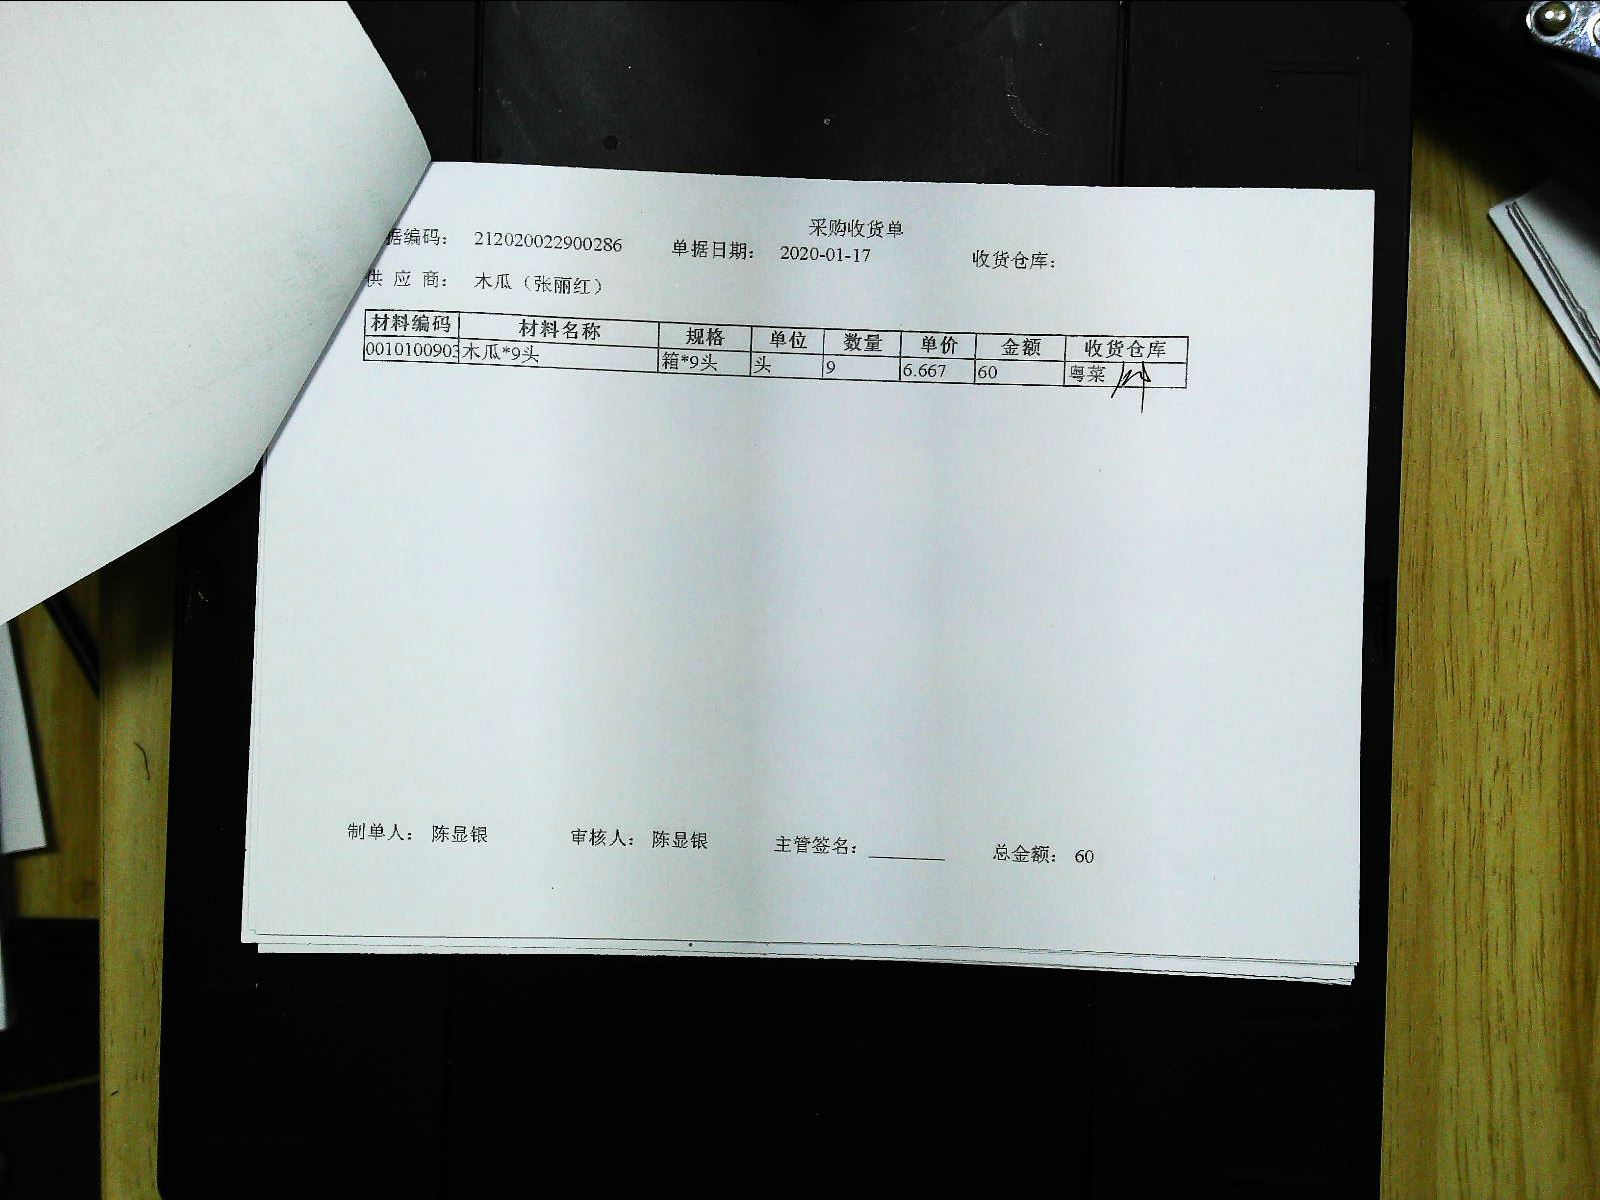 采购收货单
据编码： 212020022900286 单据日期： 2020-01-17 收货仓库：
供 应 商： 木瓜（张丽红）
材料编码 材料名称 规格 单位 数量 单价 金额 收货仓库
0010100903 木瓜*9头 箱*9头 头 9 6.667 60 粤菜
制单人： 陈显银 审核人： 陈显银 主管签名： 总金额： 60